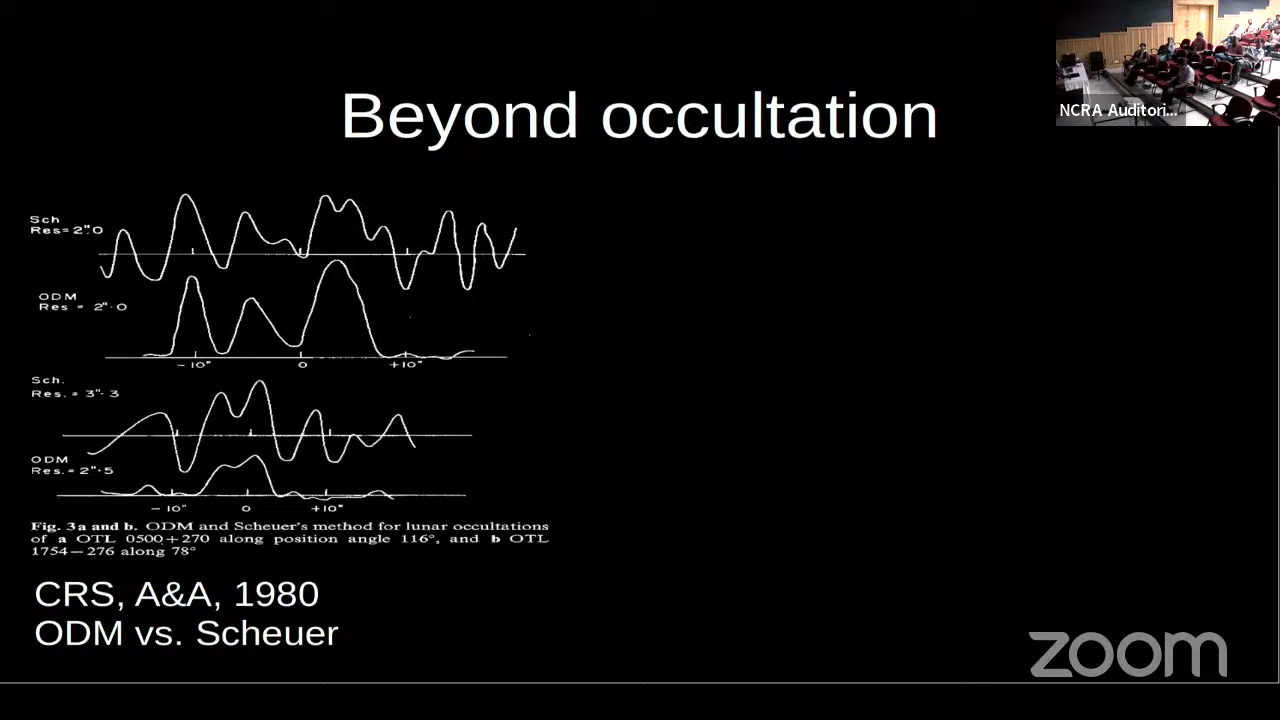 Beyond occultation
NCRA Auditori...
Sch
Res=2".0
ODM
Res = 2"·0
-10" 0 +10"
Sch.
Res. = 3"·3
ODM
Res. = 2"·5
-10" 0 +10"
Fig. 3a and b. ODM and Scheuer's method for lunar occultations
of a OTL 0500+270 along position angle 116°, and b OTL
1754-276 along 78°
CRS, A&A, 1980
ODM vs. Scheuer
zoom